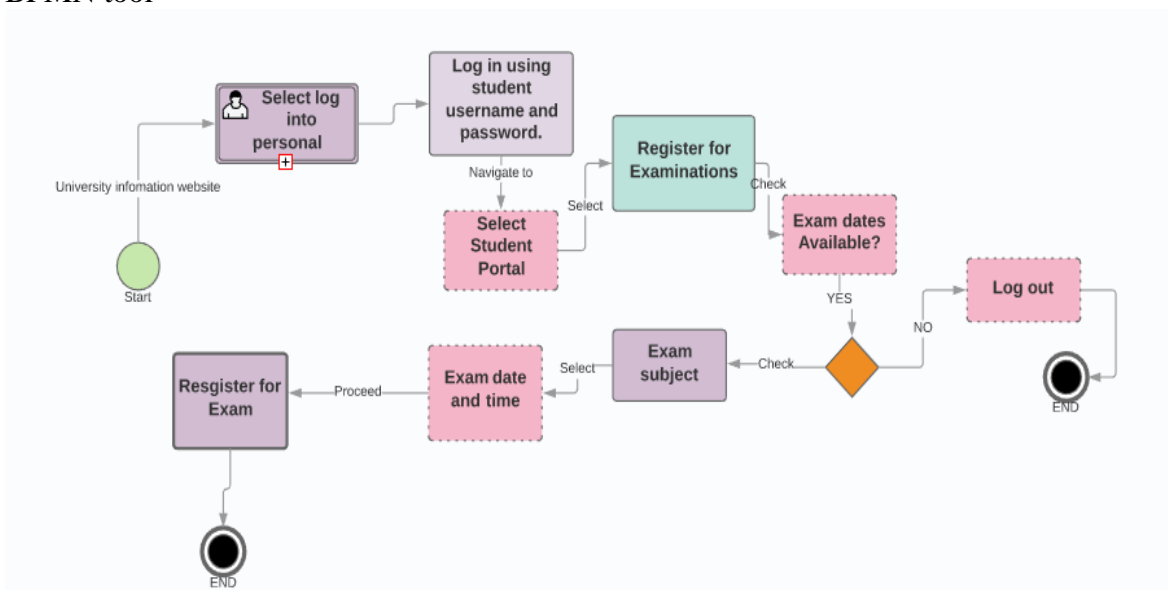 University infomation website
Start
Select log
into
personal
Log in using
student
username and
password.
Navigate to
Select
Student
Portal
Select
Register for
Examinations
Check
Exam dates
Available?
YES
NO
Log out
END
Check
Exam
subject
Select
Exam date
and time
Proceed
Resgister for
Exam
END